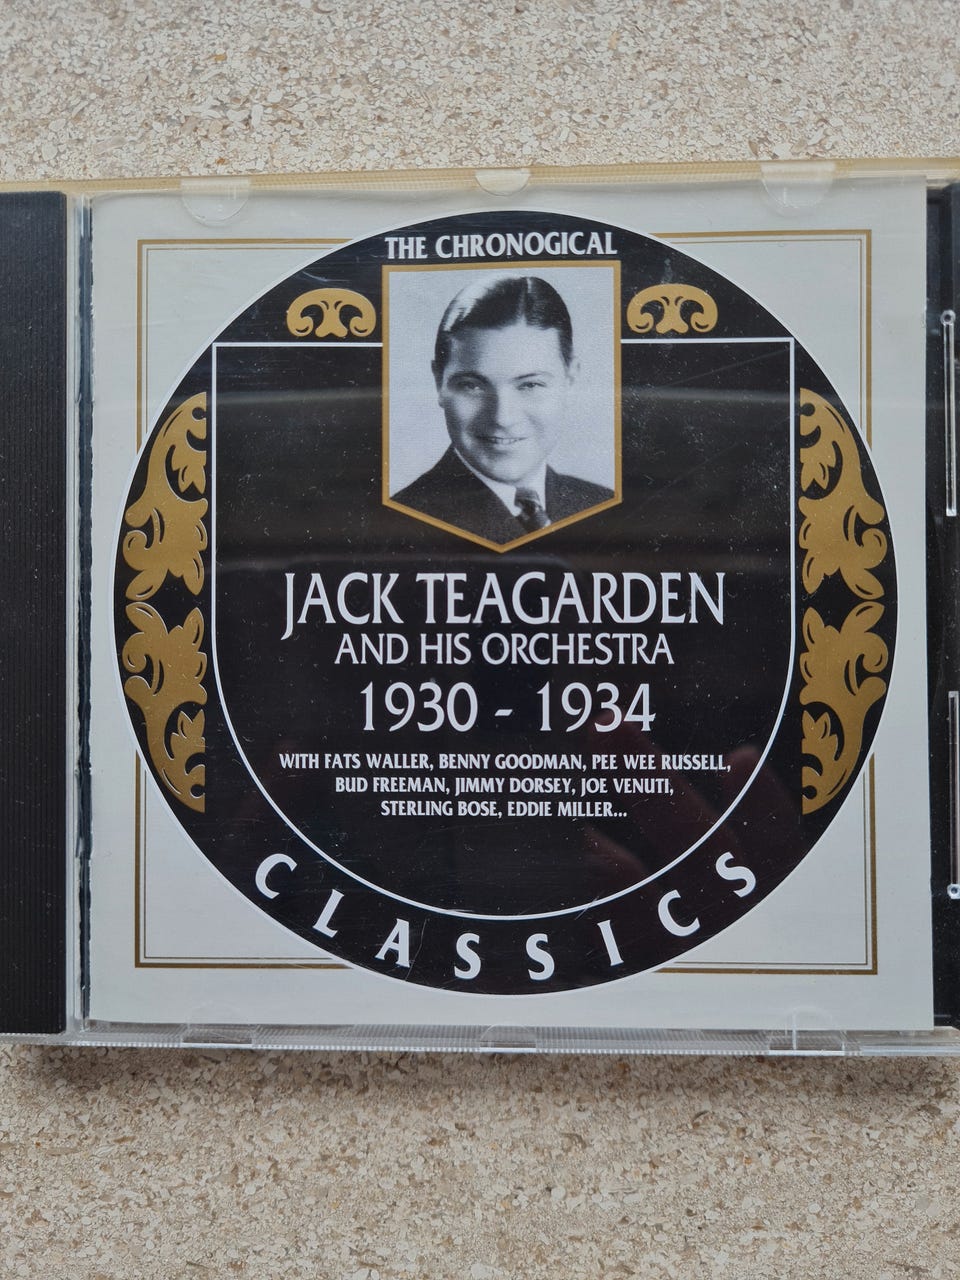 THE CHRONOGICAL
JACK TEAGARDEN
AND HIS ORCHESTRA
1930 - 1934
WITH FATS WALLER, BENNY GOODMAN, PEE WEE RUSSELL,
BUD FREEMAN, JIMMY DORSEY, JOE VENUTI,
STERLING BOSE, EDDIE MILLER...
CLASSICS